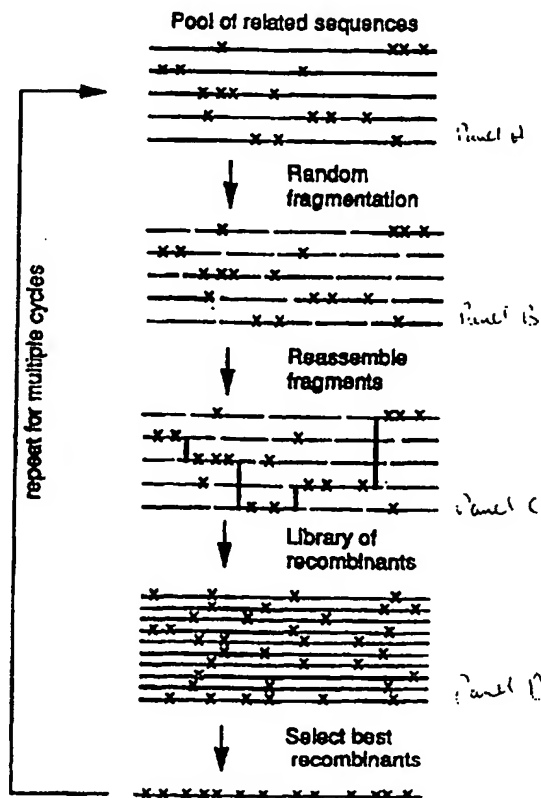 Pool of related sequences
Panel A
Random
fragmentation
Panel B
Reassemble
fragments
Panel C
Library of
recombinants
Panel D
Select best
recombinants
repeat for multiple cycles